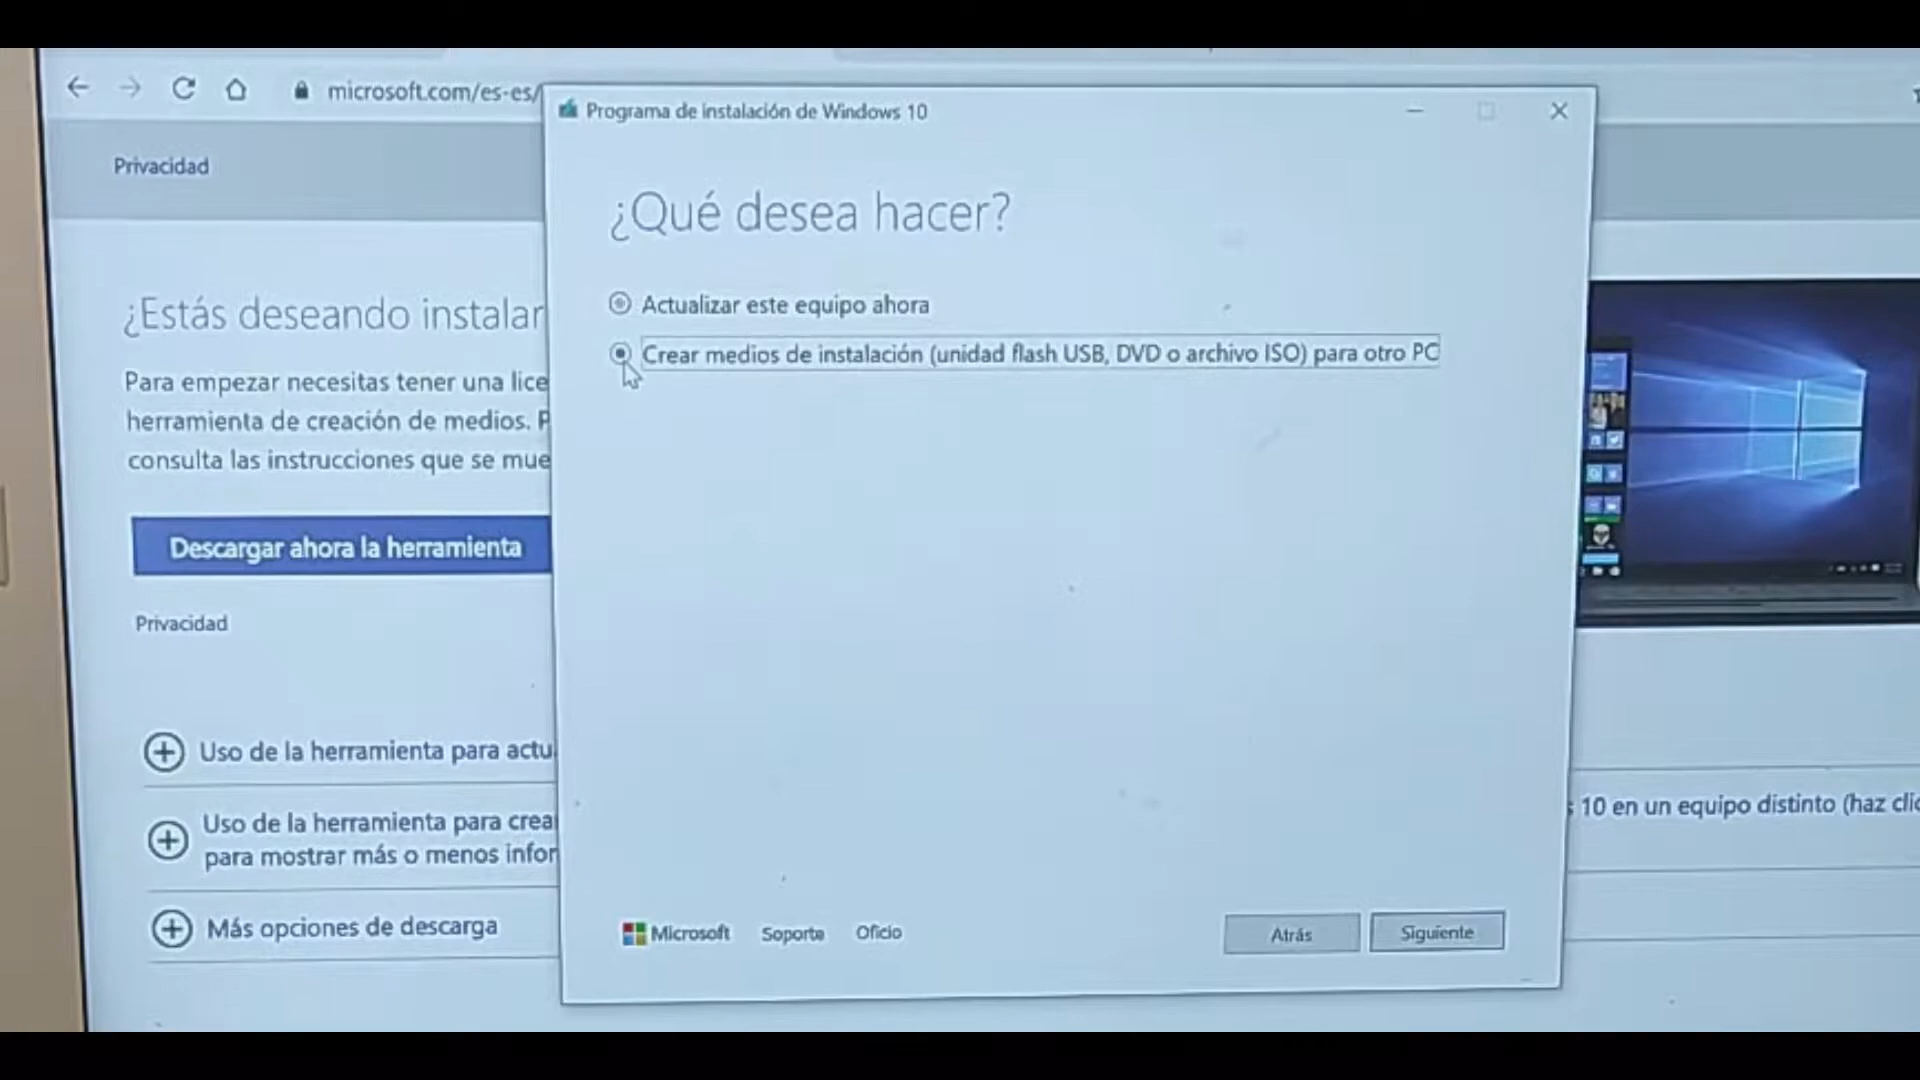 microsoft.com/es-es/
Programa de instalación de Windows 10
Privacidad
¿Qué desea hacer?
Actualizar este equipo ahora
Crear medios de instalación (unidad flash USB, DVD o archivo ISO) para otro PC
¿Estás deseando instalar
Para empezar necesitas tener una lice
herramienta de creación de medios. P
consulta las instrucciones que se mue
Descargar ahora la herramienta
Privacidad
Uso de la herramienta para actu
Uso de la herramienta para crea
para mostrar más o menos infor
10 en un equipo distinto (haz clic
Más opciones de descarga
Microsoft Soporte Oficio
Atrás Siguiente